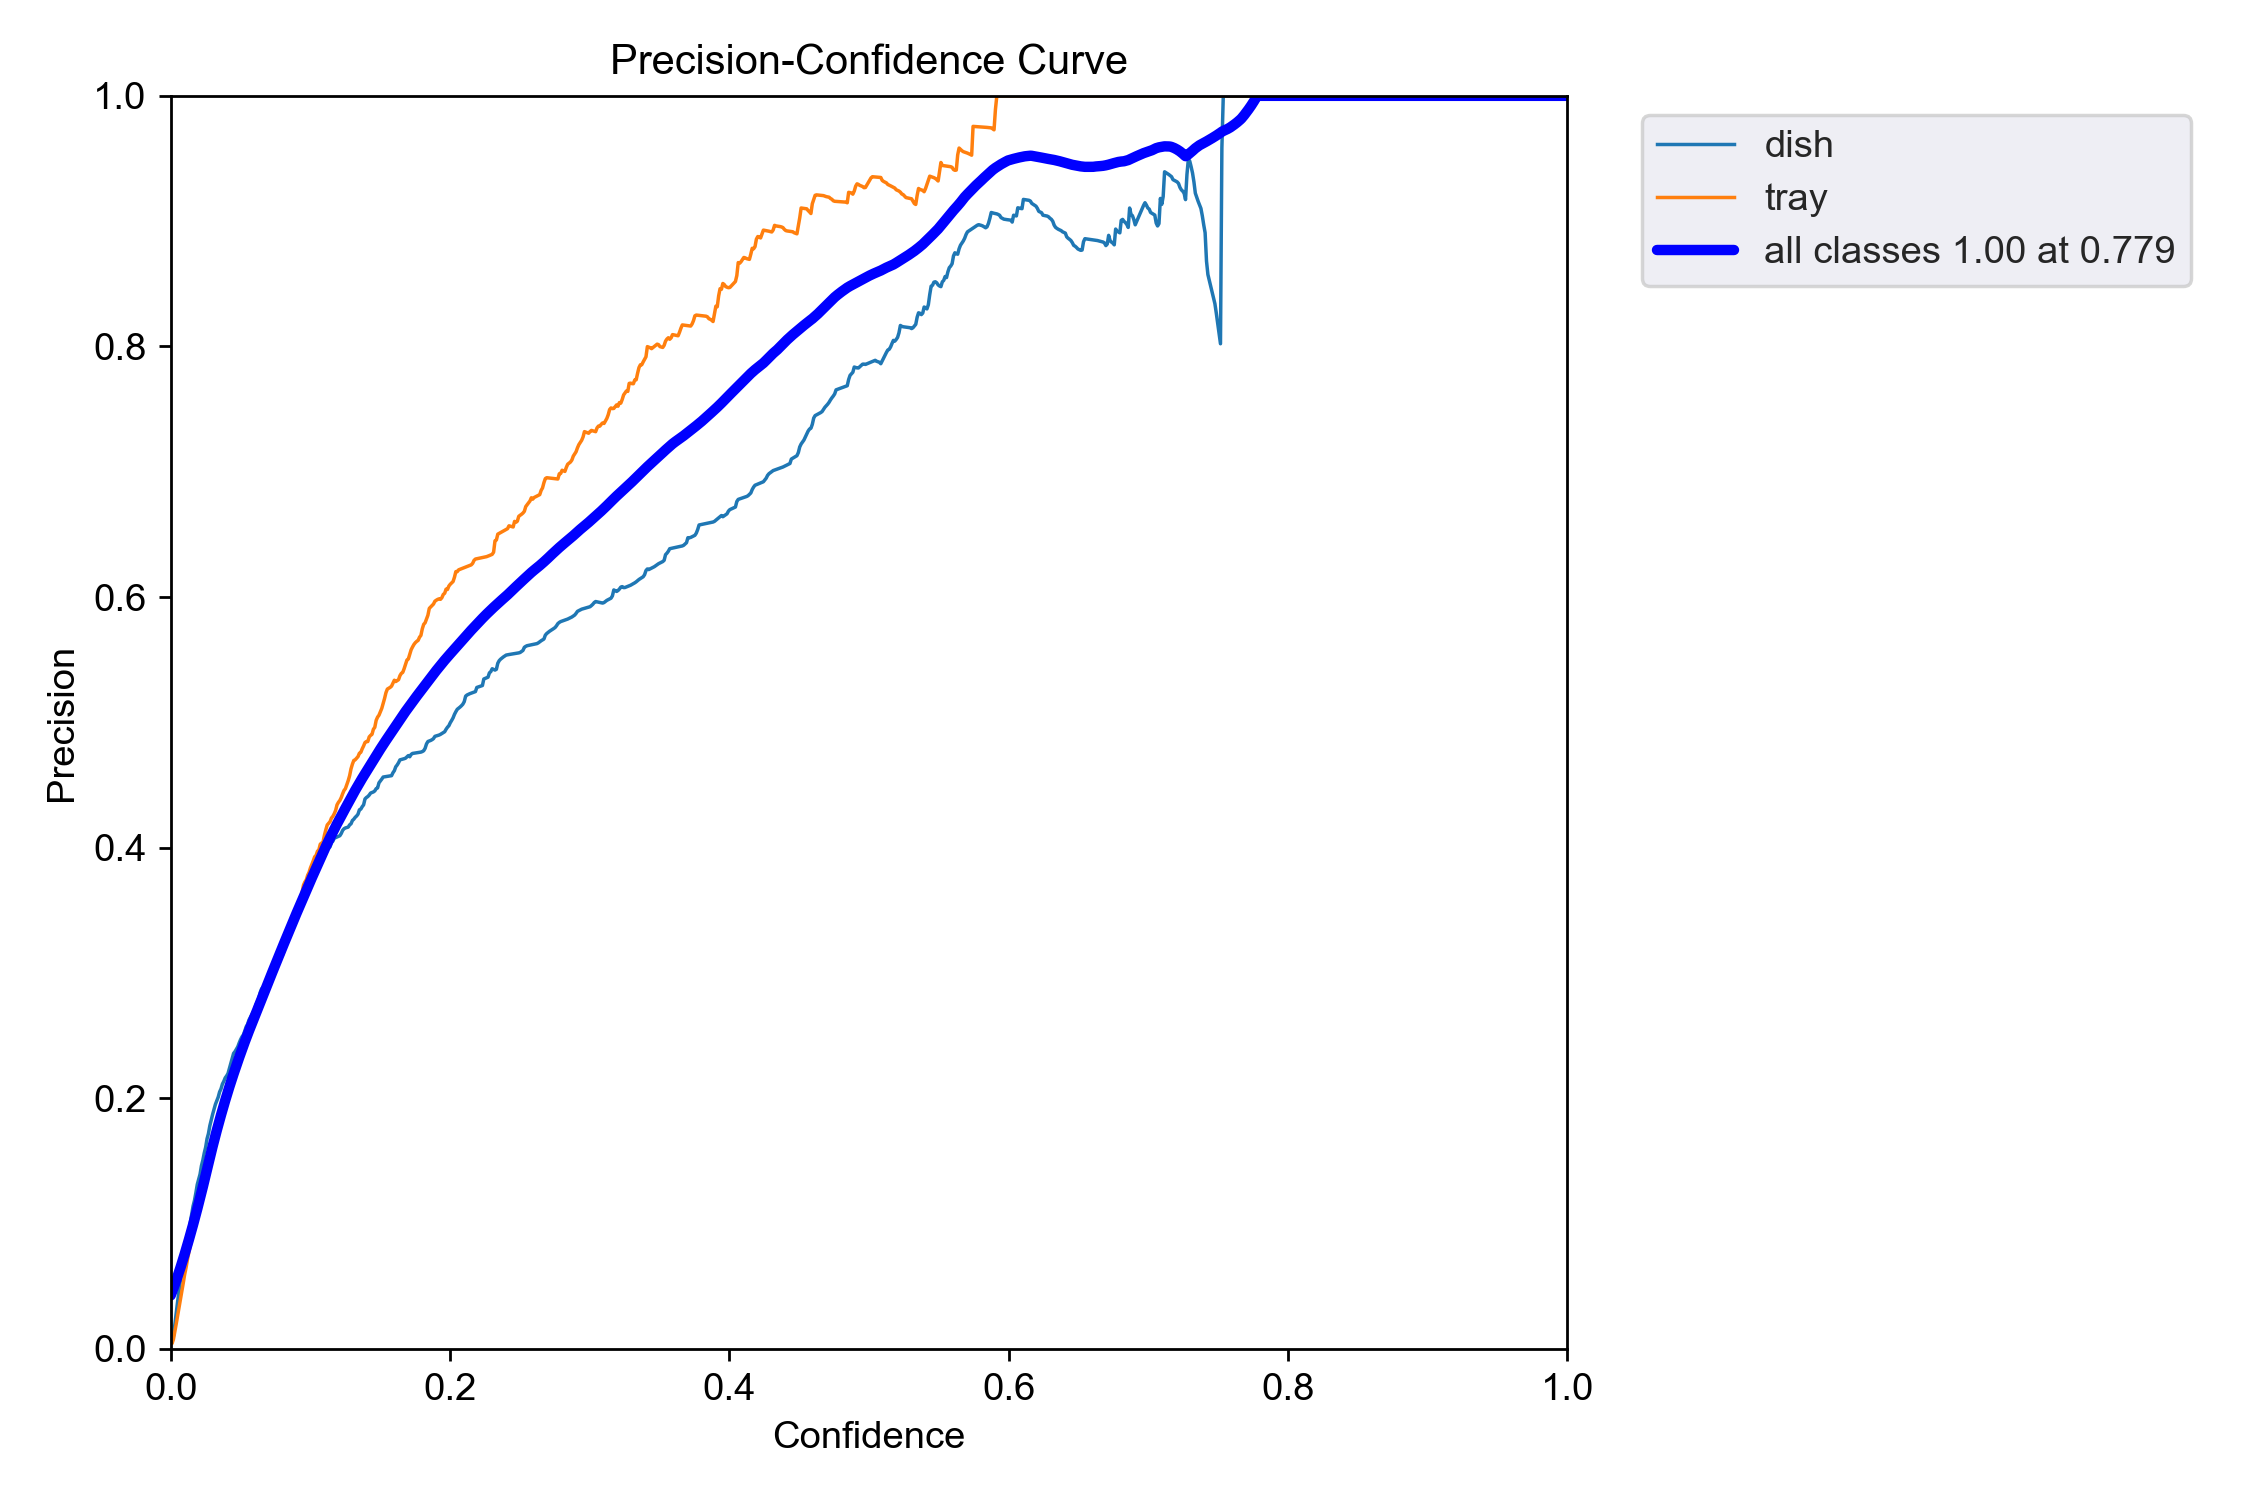 Precision-Confidence Curve
1.0
0.8
0.6
0.4
0.2
0.0
Precision
0.0 0.2 0.4 0.6 0.8 1.0
Confidence
dish
tray
all classes 1.00 at 0.779